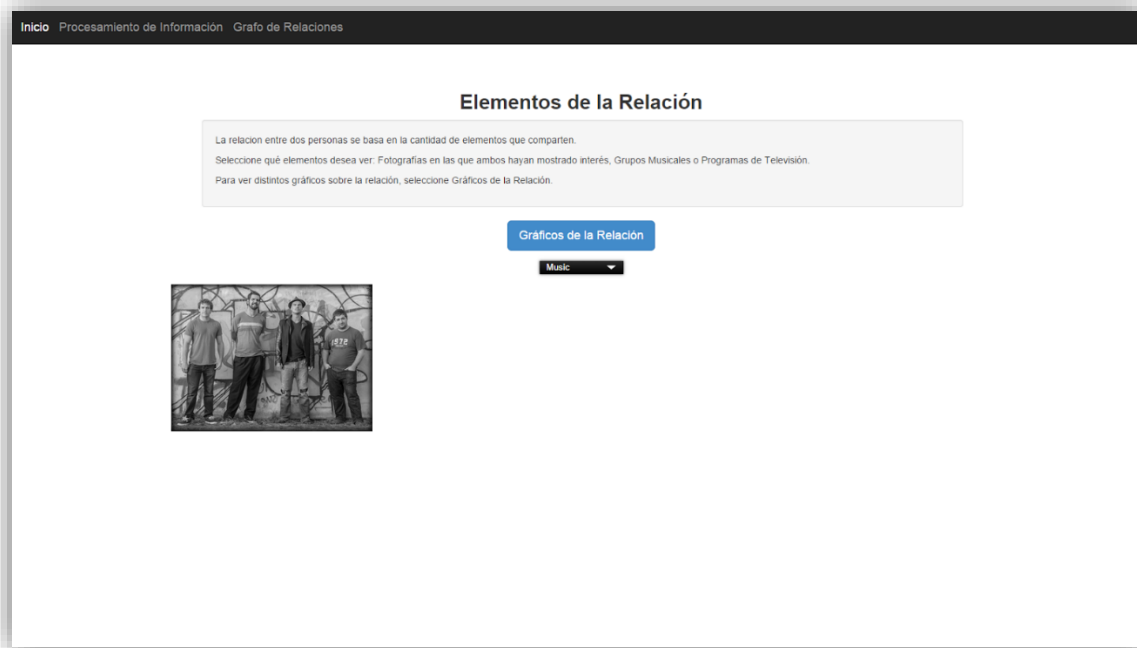 Inicio Procesamiento de Información Grafo de Relaciones
Elementos de la Relación
La relacion entre dos personas se basa en la cantidad de elementos que comparten.
Seleccione qué elementos desea ver: Fotografías en las que ambos hayan mostrado interés, Grupos Musicales o Programas de Televisión.
Para ver distintos gráficos sobre la relación, seleccione Gráficos de la Relación.
Gráficos de la Relación
Music